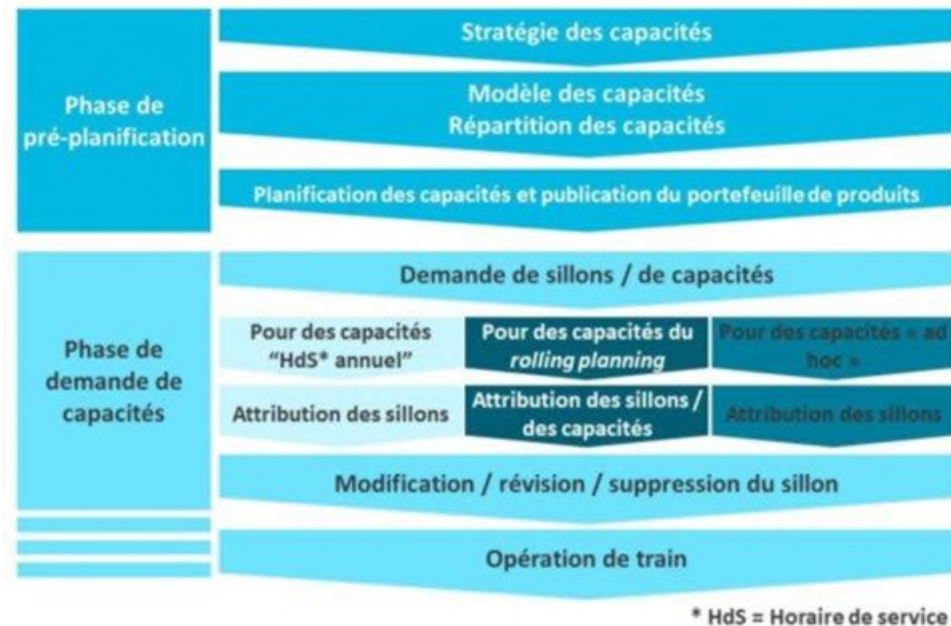 Phase de
pré-planification
Stratégie des capacités
Modèle des capacités
Répartition des capacités
Planification des capacités et publication du portefeuille de produits
Phase de
demande de
capacités
Demande de sillons / de capacités
Pour des capacités
"HdS* annuel"
Pour des capacités du
rolling planning
Pour des capacités « ad
hoc »
Attribution des sillons
Attribution des sillons /
des capacités
Attribution des sillons
Modification / révision / suppression du sillon
Opération de train
* HdS = Horaire de service